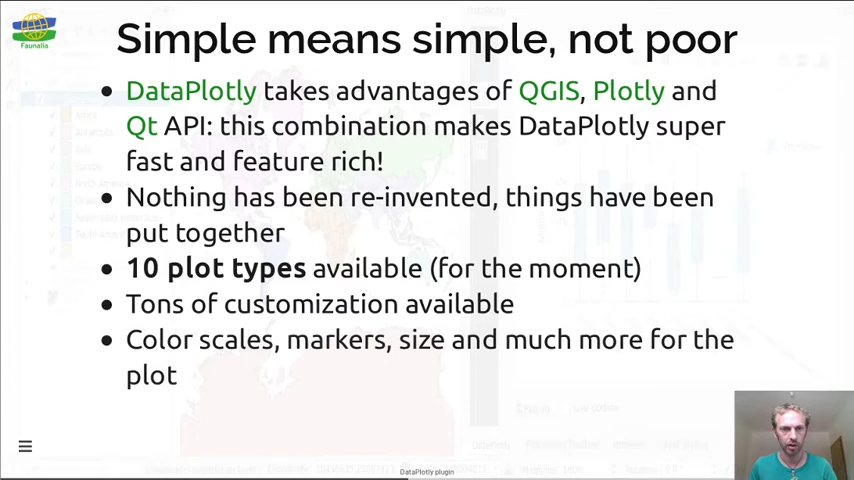 Faunalia
Simple means simple, not poor
DataPlotly takes advantages of QGIS, Plotly and
Qt API: this combination makes DataPlotly super
fast and feature rich!
Nothing has been re-invented, things have been
put together
10 plot types available (for the moment)
Tons of customization available
Color scales, markers, size and much more for the
plot
DataPlotly plugin